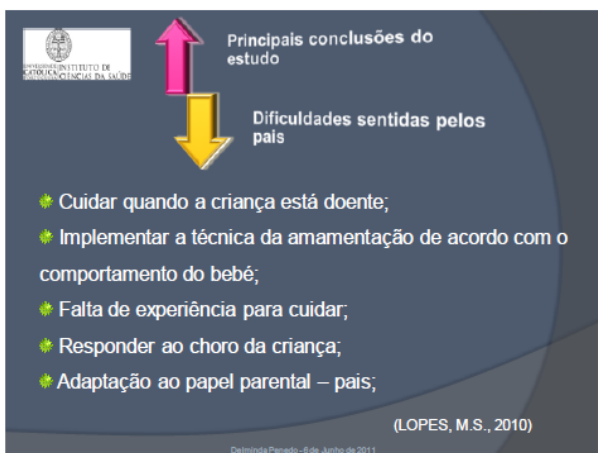 UNIVERSIDADE INSTITUTO DE
CATÓLICA CIÊNCIAS DA SAÚDE
Principais conclusões do
estudo
Dificuldades sentidas pelos
pais
Cuidar quando a criança está doente;
Implementar a técnica da amamentação de acordo com o
comportamento do bebé;
Falta de experiência para cuidar;
Responder ao choro da criança;
Adaptação ao papel parental – pais;
(LOPES, M.S., 2010)
Delminda Penedo - 6 de Junho de 2011